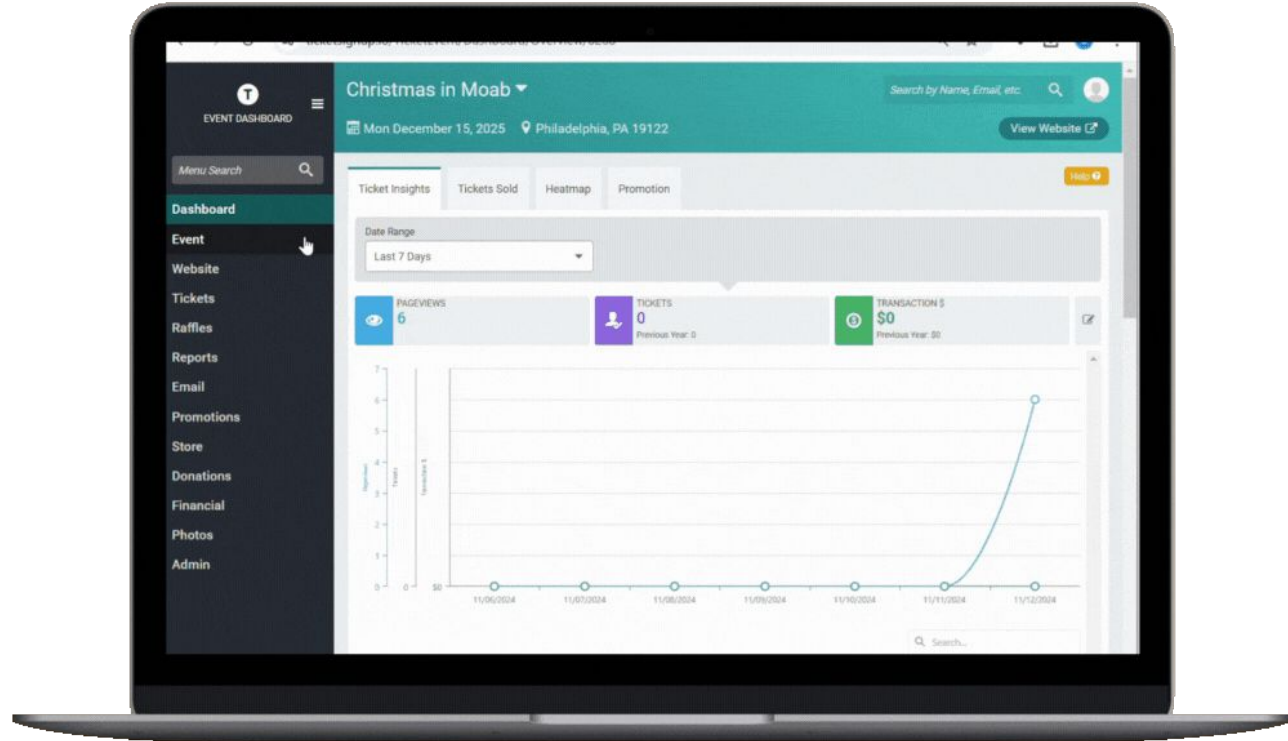 T
EVENT DASHBOARD
Menu Search
Dashboard
Event
Website
Tickets
Raffles
Reports
Email
Promotions
Store
Donations
Financial
Photos
Admin
Christmas in Moab
Search by Name, Email, etc.
Mon December 15, 2025
Philadelphia, PA 19122
View Website
Ticket Insights
Tickets Sold
Heatmap
Promotion
Help
Date Range
Last 7 Days
PAGEVIEWS
6
TICKETS
0
Previous Year: 0
TRANSACTION $
$0
Previous Year: $0
7
6
5
4
3
2
1
0
0
$0
Pageviews
Tickets
Transaction $
11/06/2024
11/07/2024
11/08/2024
11/09/2024
11/10/2024
11/11/2024
11/12/2024
Search...